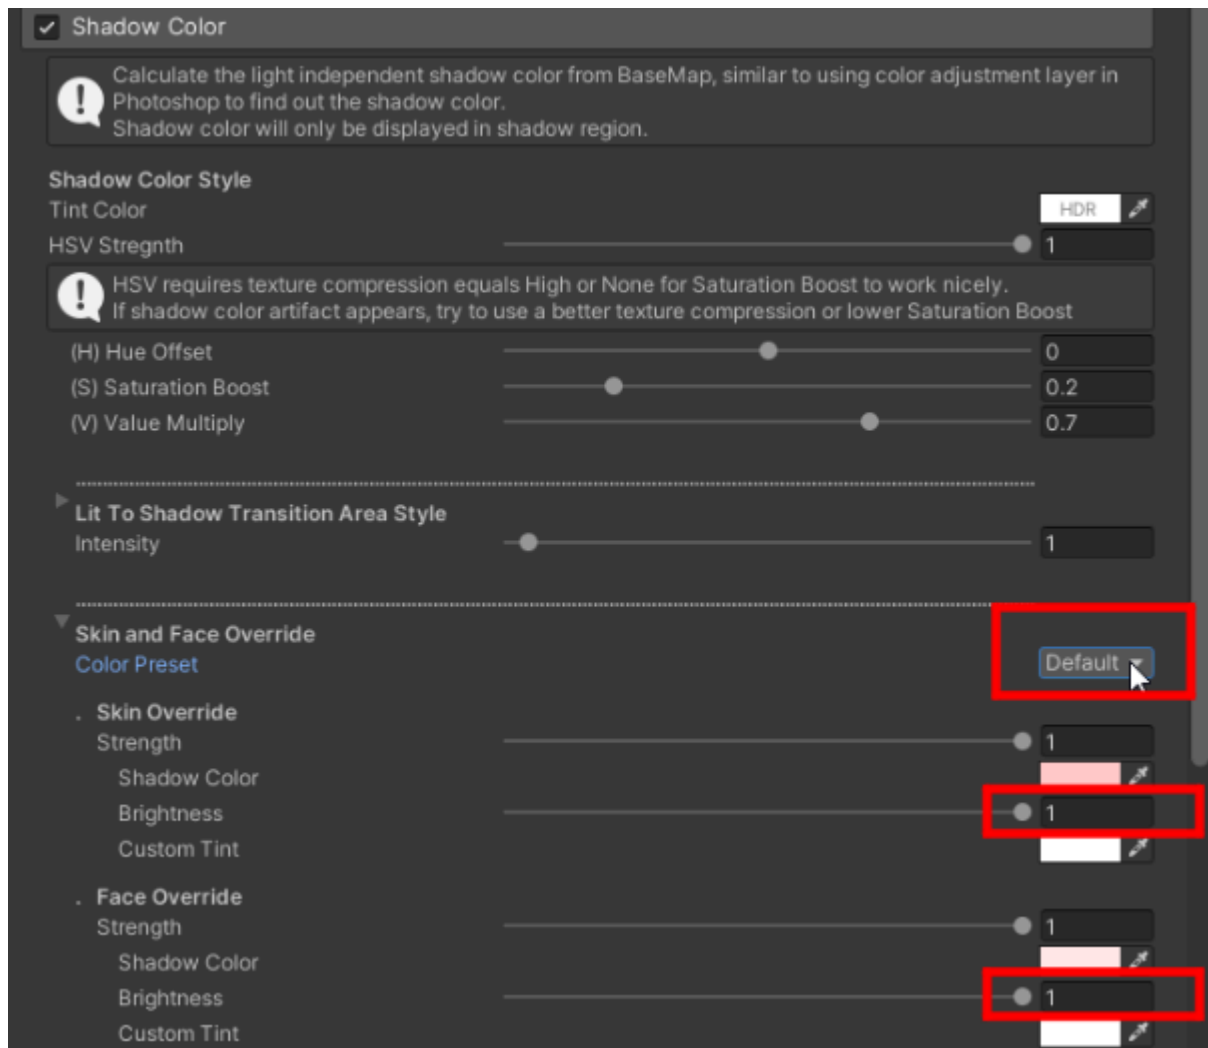 Shadow Color
Calculate the light independent shadow color from BaseMap, similar to using color adjustment layer in
Photoshop to find out the shadow color.
Shadow color will only be displayed in shadow region.
Shadow Color Style
Tint Color HDR
HSV Stregnth 1
HSV requires texture compression equals High or None for Saturation Boost to work nicely.
If shadow color artifact appears, try to use a better texture compression or lower Saturation Boost
(H) Hue Offset 0
(S) Saturation Boost 0.2
(V) Value Multiply 0.7
Lit To Shadow Transition Area Style
Intensity 1
Skin and Face Override
Color Preset Default
. Skin Override
Strength 1
Shadow Color
Brightness 1
Custom Tint
. Face Override
Strength 1
Shadow Color
Brightness 1
Custom Tint